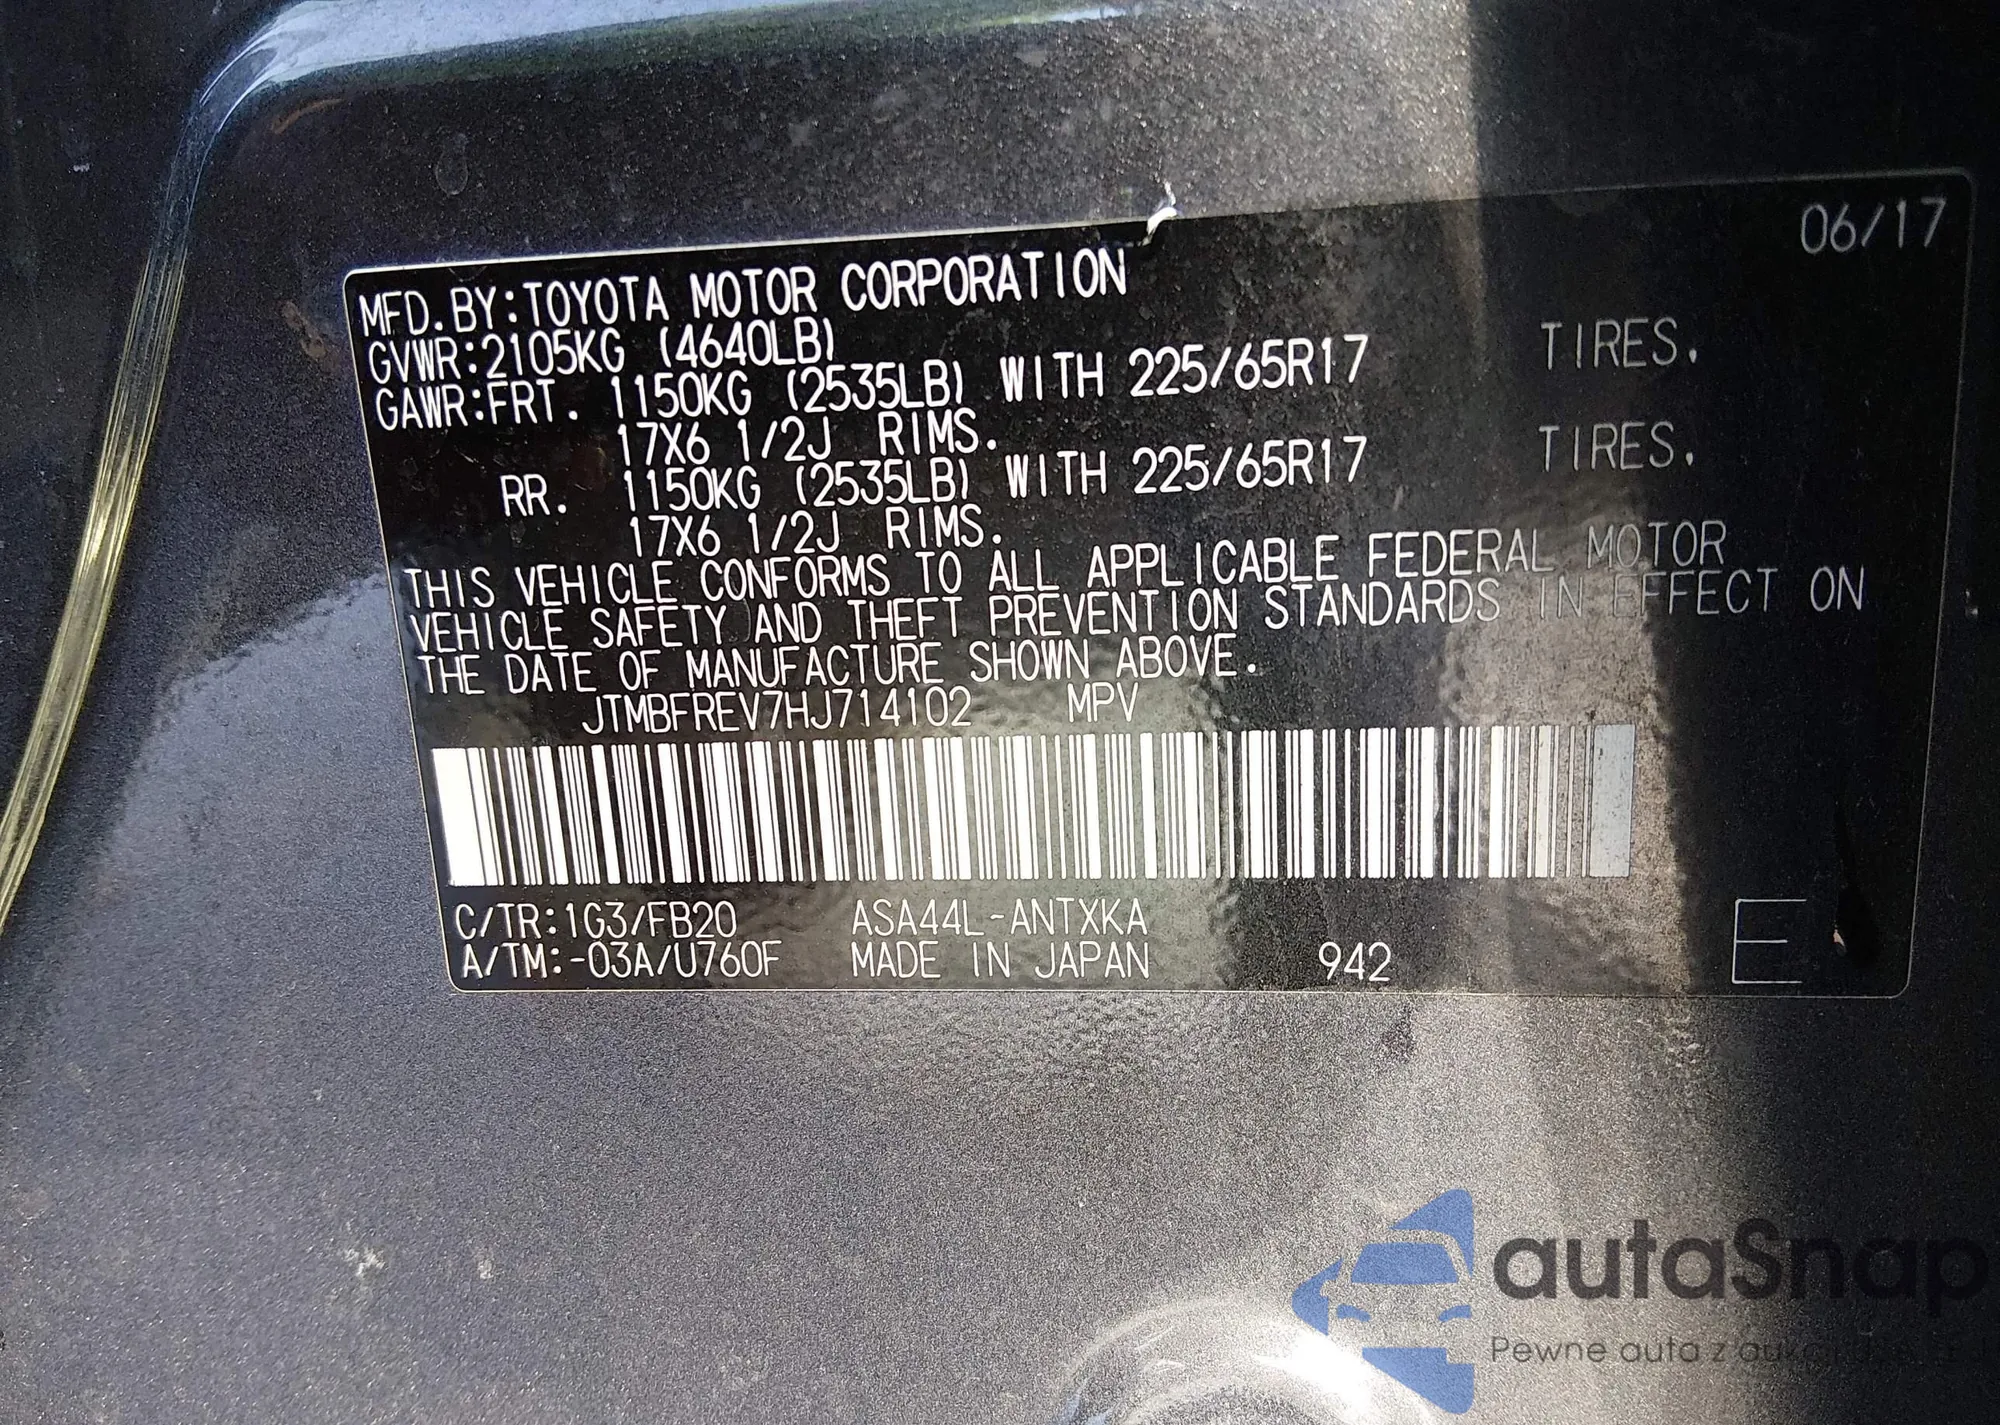 06/17
MFD.BY:TOYOTA MOTOR CORPORATION
GVWR:2105KG (4640LB)
GAWR:FRT. 1150KG (2535LB) WITH 225/65R17 TIRES.
17X6 1/2J RIMS.
RR. 1150KG (2535LB) WITH 225/65R17 TIRES.
17X6 1/2J RIMS.
THIS VEHICLE CONFORMS TO ALL APPLICABLE FEDERAL MOTOR
VEHICLE SAFETY AND THEFT PREVENTION STANDARDS IN EFFECT ON
THE DATE OF MANUFACTURE SHOWN ABOVE.
JTMBFREV7HJ714102 MPV
C/TR:1G3/FB20 ASA44L-ANTXKA
A/TM:-03A/U760F MADE IN JAPAN 942 E
autaSnap
Pewne auta z